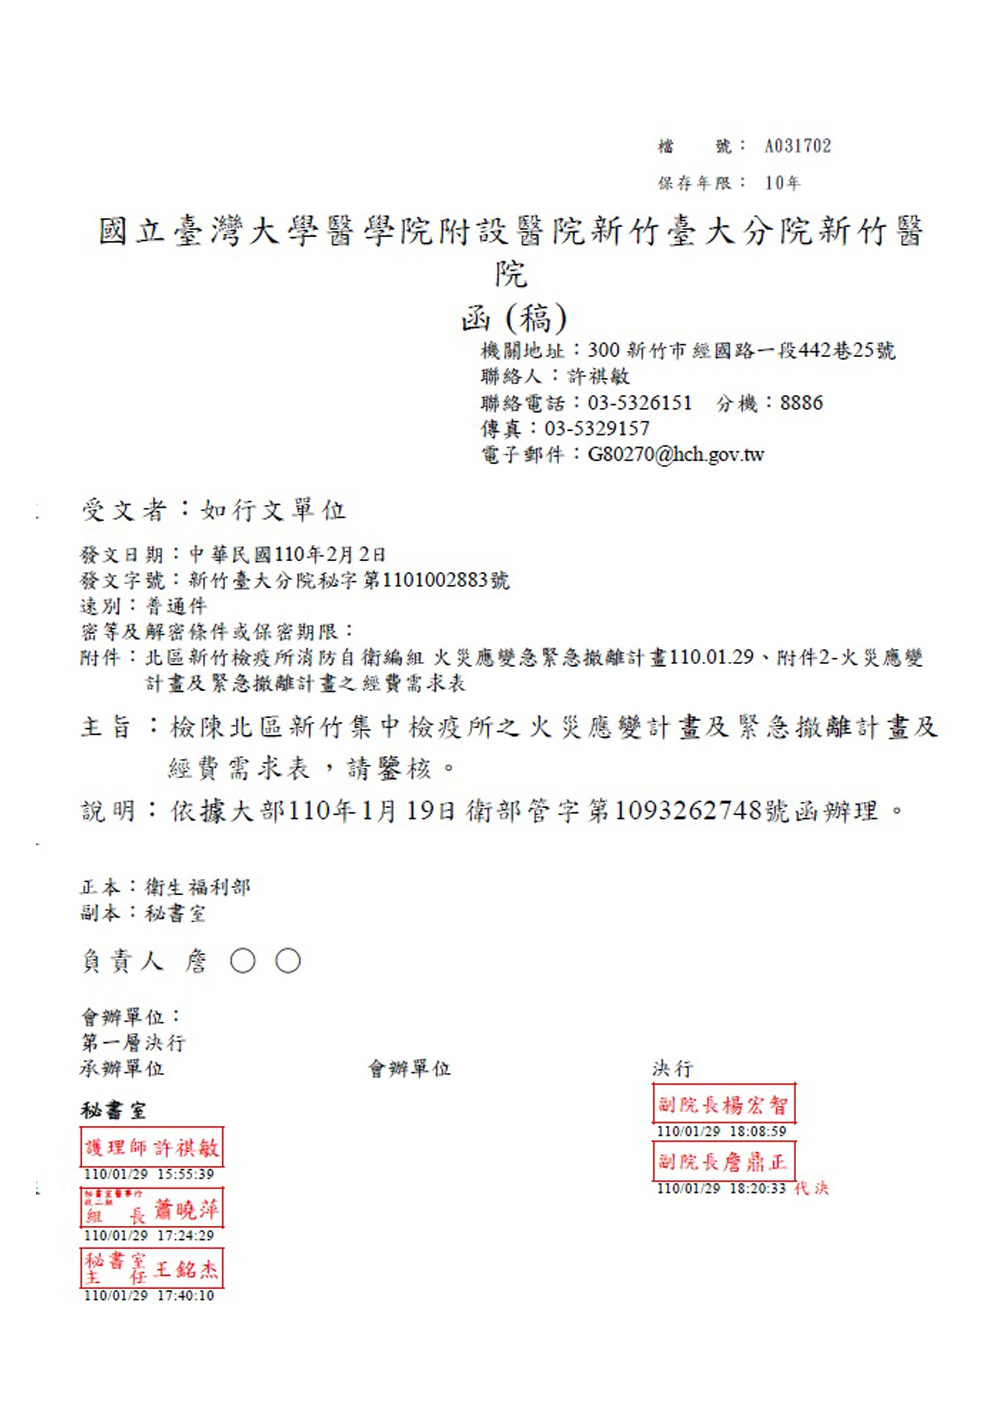 檔　　號： A031702
保存年限： 10年
國立臺灣大學醫學院附設醫院新竹臺大分院新竹醫
院
函 (稿)
機關地址：300 新竹市經國路一段442巷25號
聯絡人：許祺敏
聯絡電話：03-5326151　分機：8886
傳真：03-5329157
電子郵件：G80270@hch.gov.tw
受文者：如行文單位
發文日期：中華民國110年2月2日
發文字號：新竹臺大分院秘字第1101002883號
速別：普通件
密等及解密條件或保密期限：
附件：北區新竹檢疫所消防自衛編組 火災應變急緊急撤離計畫110.01.29、附件2-火災應變
計畫及緊急撤離計畫之經費需求表
主旨：檢陳北區新竹集中檢疫所之火災應變計畫及緊急撤離計畫及
經費需求表，請鑒核。
說明：依據大部110年1月19日衛部管字第1093262748號函辦理。
正本：衛生福利部
副本：秘書室
負責人 詹 ○ ○
會辦單位：
第一層決行
承辦單位　會辦單位　決行
秘書室
護理師許祺敏
110/01/29 15:55:39
秘書室醫事行
政二組
組　長 蕭曉萍
110/01/29 17:24:29
秘書室
主　任 王銘杰
110/01/29 17:40:10
副院長楊宏智
110/01/29 18:08:59
副院長詹鼎正
110/01/29 18:20:33 代決